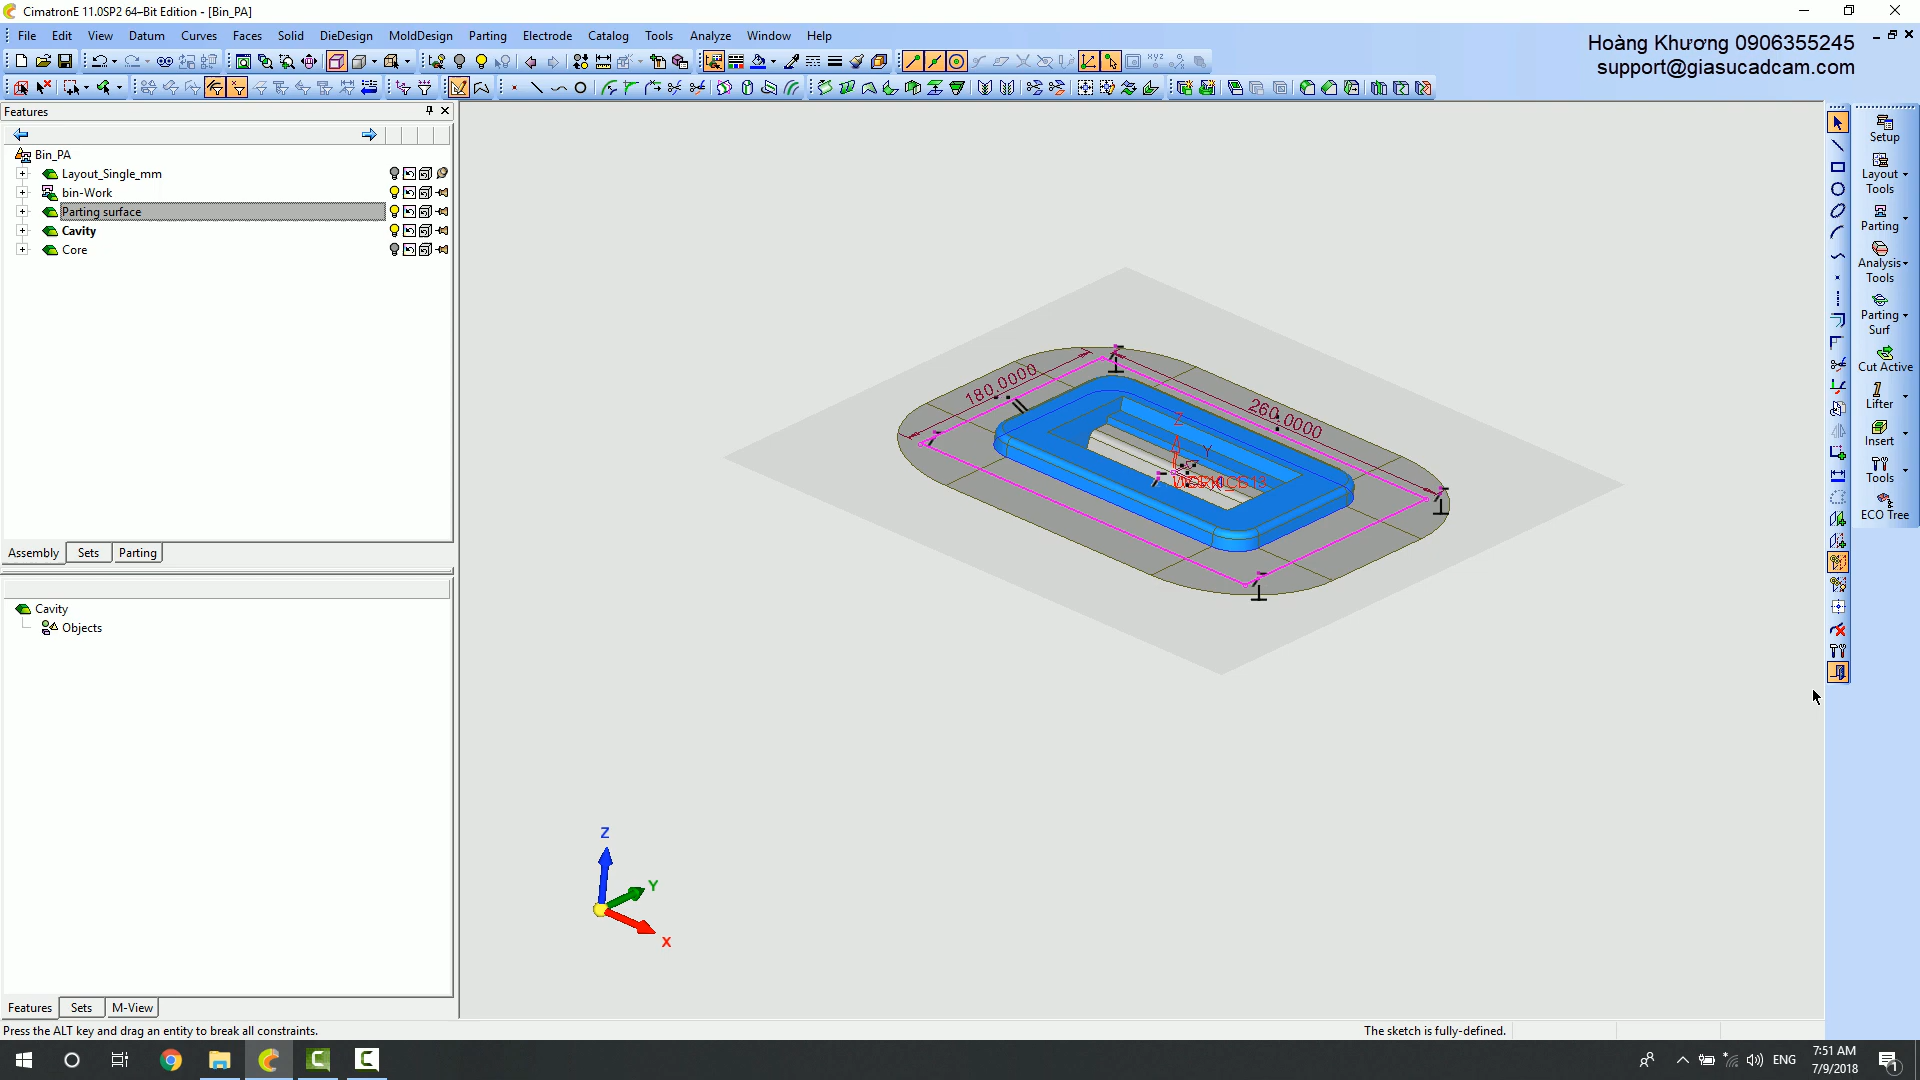 CimatronE 11.0SP2 64–Bit Edition - [Bin_PA]
File Edit View Datum Curves Faces Solid DieDesign MoldDesign Parting Electrode Catalog Tools Analyze Window Help
Hoàng Khương 0906355245
support@giasucadcam.com
Features
Bin_PA
Layout_Single_mm
bin-Work
Parting surface
Cavity
Core
Assembly Sets Parting
Cavity
Objects
Features Sets M-View
180.0000
260.0000
Z
Y
Z
Y
X
Setup
Layout
Tools
Parting
Analysis
Tools
Parting
Surf
Cut Active
Lifter
Insert
Tools
ECO Tree
Press the ALT key and drag an entity to break all constraints.
The sketch is fully-defined.
ENG
7:51 AM
7/9/2018
1